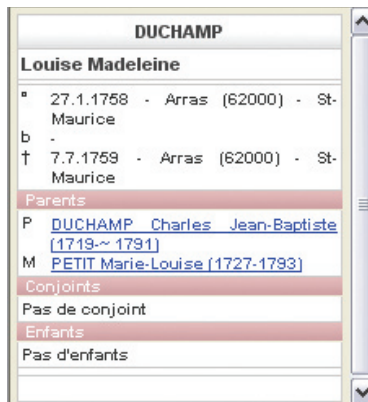 DUCHAMP
Louise Madeleine
° 27.1.1758 - Arras (62000) - St-
Maurice
b -
† 7.7.1759 - Arras (62000) - St-
Maurice
Parents
P DUCHAMP Charles Jean-Baptiste
(1719-~ 1791)
M PETIT Marie-Louise (1727-1793)
Conjoints
Pas de conjoint
Enfants
Pas d'enfants